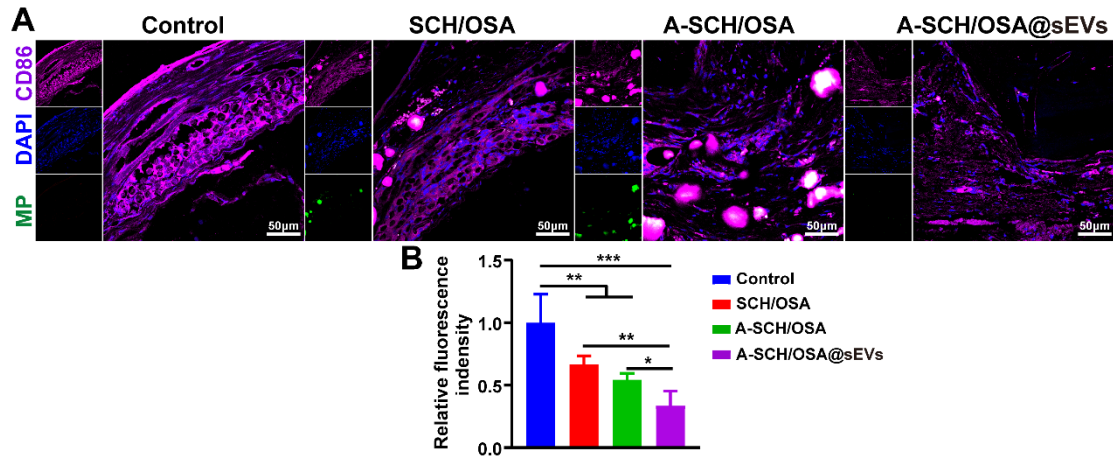 A
Control SCH/OSA A-SCH/OSA A-SCH/OSA@sEVs
MP DAPI CD86
50μm 50μm 50μm 50μm
B
Relative fluorescence
indensity
1.5
1.0
0.5
0.0
***
**
**
*
Control
SCH/OSA
A-SCH/OSA
A-SCH/OSA@sEVs